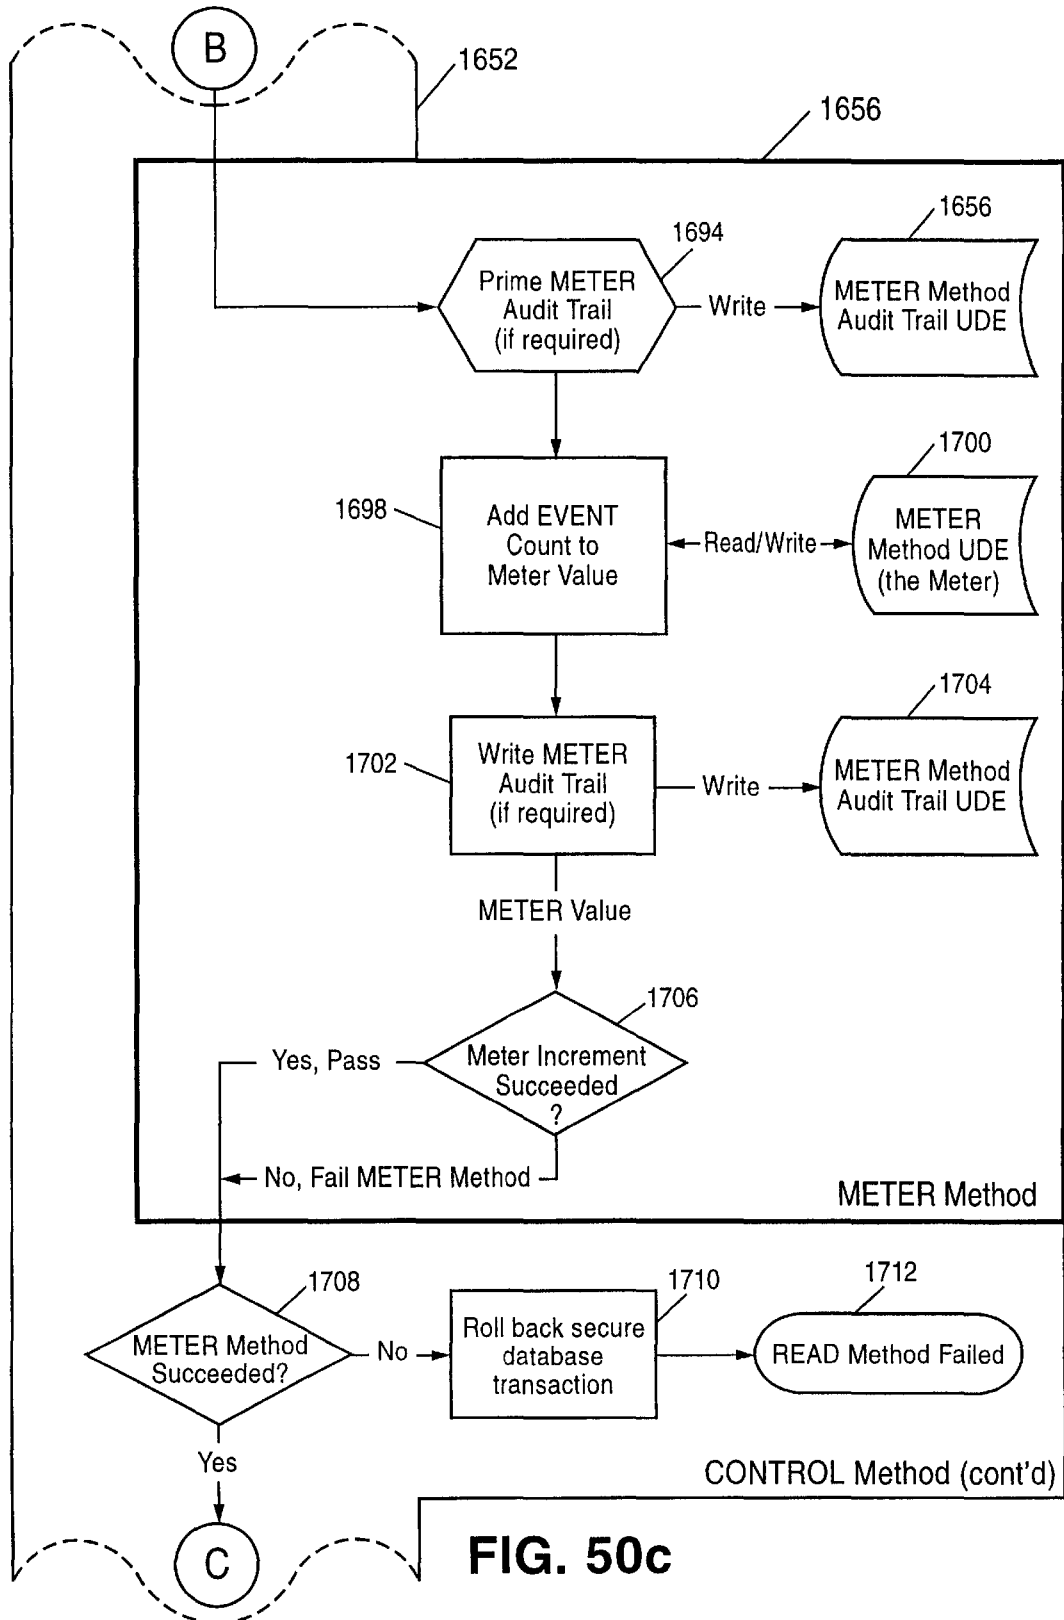 B
1652
1656
1656
1694
Prime METER
Audit Trail
(if required)
Write
METER Method
Audit Trail UDE
1700
1698
Add EVENT
Count to
Meter Value
Read/Write
METER
Method UDE
(the Meter)
1704
1702
Write METER
Audit Trail
(if required)
Write
METER Method
Audit Trail UDE
METER Value
1706
Yes, Pass
Meter Increment
Succeeded
?
No, Fail METER Method
METER Method
1708
METER Method
Succeeded?
No
1710
Roll back secure
database
transaction
1712
READ Method Failed
Yes
CONTROL Method (cont'd)
C
FIG. 50c